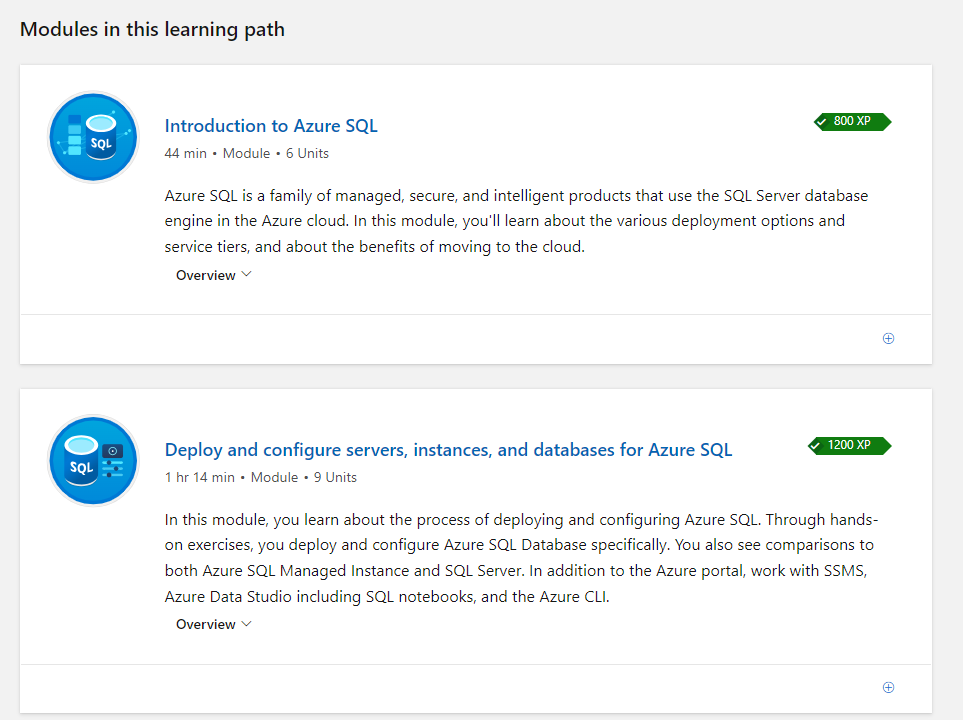 Modules in this learning path
SQL
Introduction to Azure SQL
800 XP
44 min • Module • 6 Units
Azure SQL is a family of managed, secure, and intelligent products that use the SQL Server database
engine in the Azure cloud. In this module, you'll learn about the various deployment options and
service tiers, and about the benefits of moving to the cloud.
Overview
SQL
Deploy and configure servers, instances, and databases for Azure SQL
1200 XP
1 hr 14 min • Module • 9 Units
In this module, you learn about the process of deploying and configuring Azure SQL. Through hands-
on exercises, you deploy and configure Azure SQL Database specifically. You also see comparisons to
both Azure SQL Managed Instance and SQL Server. In addition to the Azure portal, work with SSMS,
Azure Data Studio including SQL notebooks, and the Azure CLI.
Overview